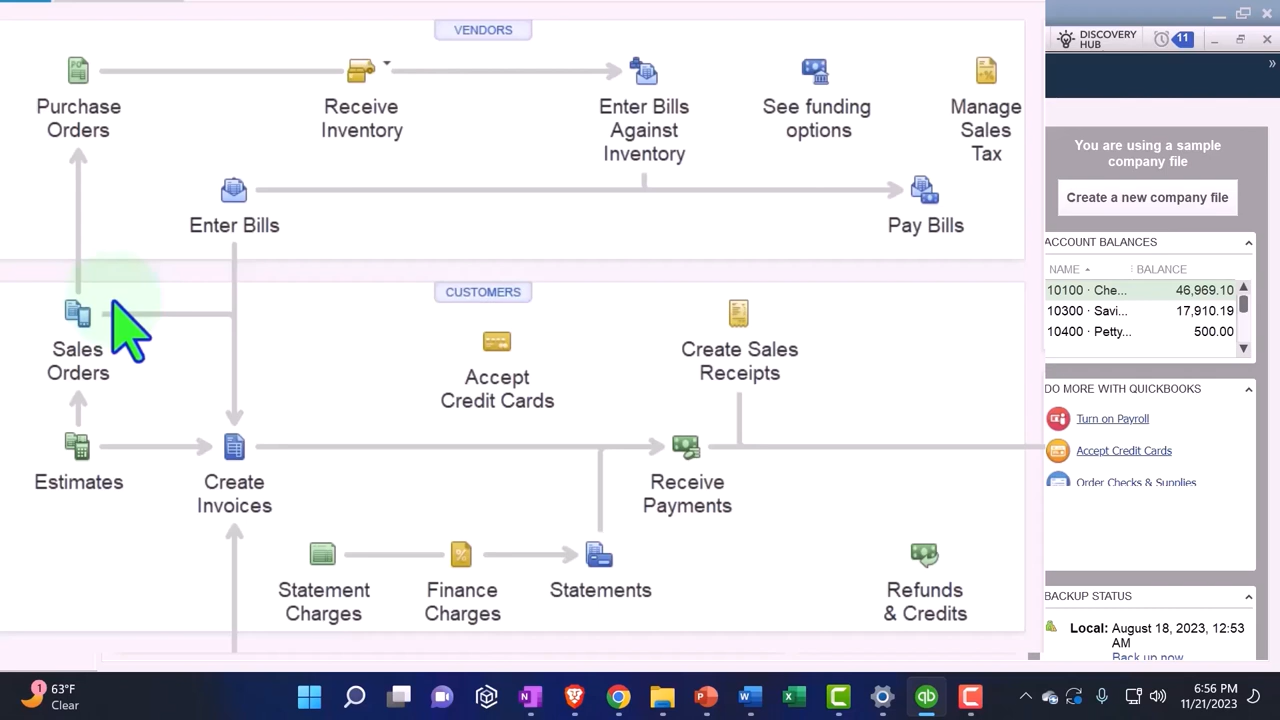 VENDORS
DISCOVERY
HUB
11
Purchase
Orders
Receive
Inventory
Enter Bills
Against
Inventory
See funding
options
Manage
Sales
Tax
Enter Bills
Pay Bills
CUSTOMERS
Sales
Orders
Accept
Credit Cards
Create Sales
Receipts
Estimates
Create
Invoices
Receive
Payments
Statement
Charges
Finance
Charges
Statements
Refunds
& Credits
You are using a sample
company file
Create a new company file
ACCOUNT BALANCES
NAME BALANCE
10100 · Che... 46,969.10
10300 · Savi... 17,910.19
10400 · Petty... 500.00
DO MORE WITH QUICKBOOKS
Turn on Payroll
Accept Credit Cards
Order Checks & Supplies
BACKUP STATUS
Local: August 18, 2023, 12:53
AM
Back up now
1
63°F
Clear
6:56 PM
11/21/2023